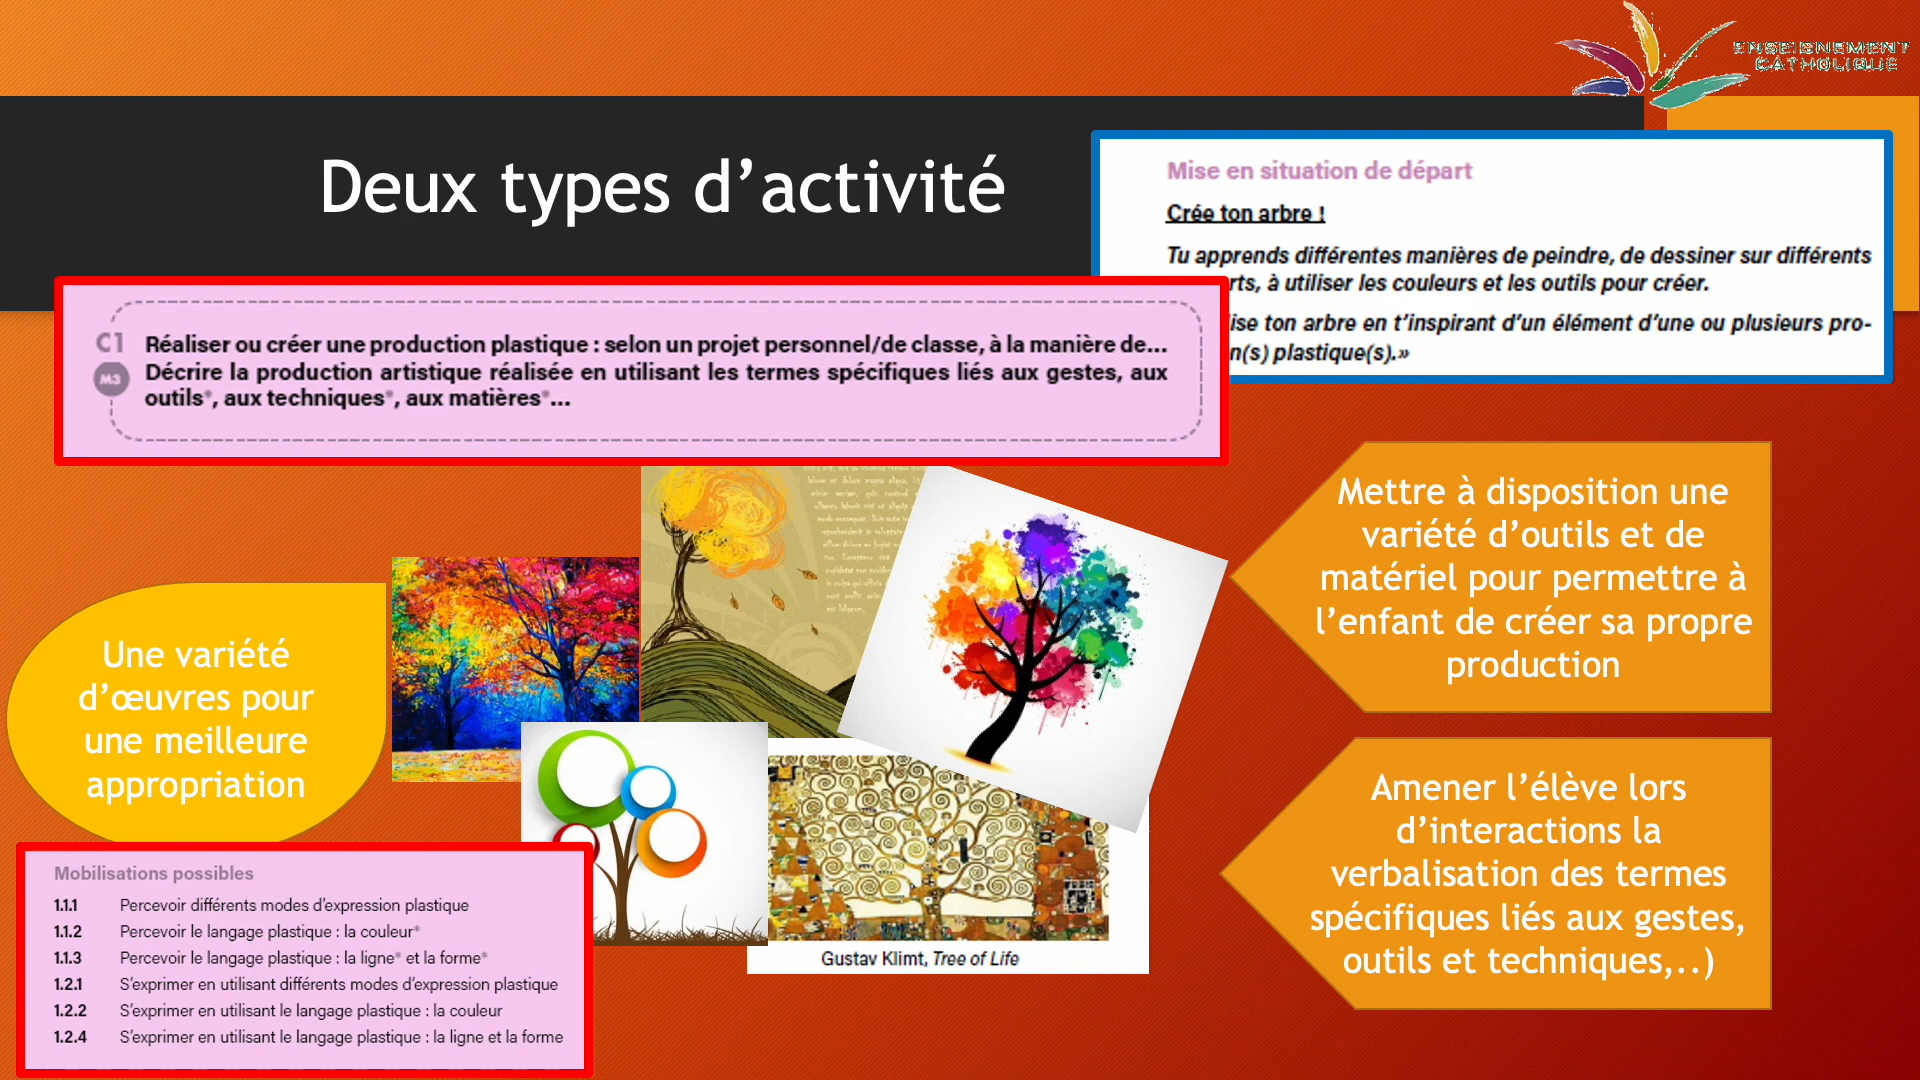 ENSEIGNEMENT
CATHOLIQUE
Deux types d’activité
Mise en situation de départ
Crée ton arbre !
Tu apprends différentes manières de peindre, de dessiner sur différents
rts, à utiliser les couleurs et les outils pour créer.
ise ton arbre en t’inspirant d’un élément d’une ou plusieurs pro-
n(s) plastique(s).»
C1
Réaliser ou créer une production plastique : selon un projet personnel/de classe, à la manière de...
M3
Décrire la production artistique réalisée en utilisant les termes spécifiques liés aux gestes, aux
outils*, aux techniques*, aux matières*...
Mettre à disposition une
variété d’outils et de
matériel pour permettre à
l’enfant de créer sa propre
production
Une variété
d’œuvres pour
une meilleure
appropriation
Amener l’élève lors
d’interactions la
verbalisation des termes
spécifiques liés aux gestes,
outils et techniques,..)
Gustav Klimt, Tree of Life
Mobilisations possibles
1.1.1 Percevoir différents modes d’expression plastique
1.1.2 Percevoir le langage plastique : la couleur*
1.1.3 Percevoir le langage plastique : la ligne* et la forme*
1.2.1 S’exprimer en utilisant différents modes d’expression plastique
1.2.2 S’exprimer en utilisant le langage plastique : la couleur
1.2.4 S’exprimer en utilisant le langage plastique : la ligne et la forme